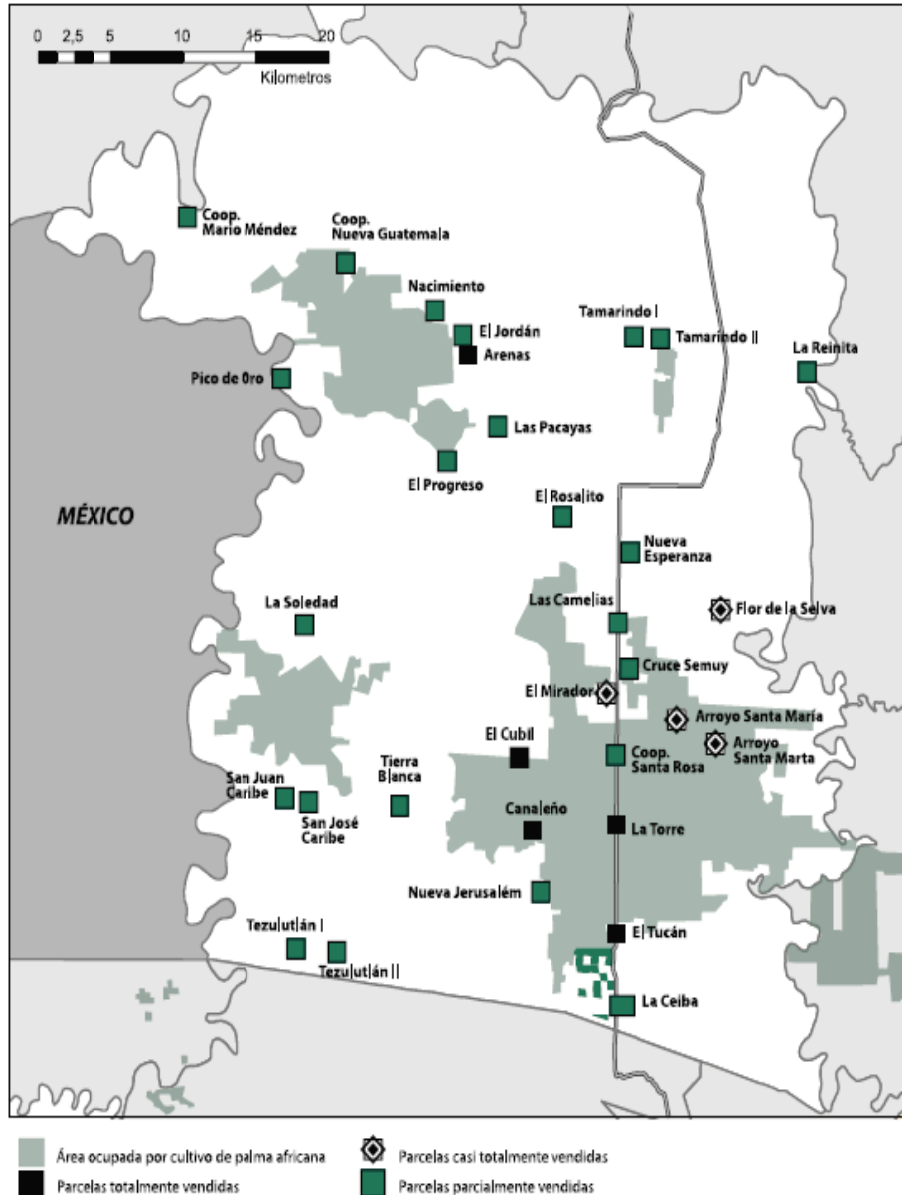 0 2,5 5 10 15 20
Kilometros
Coop.
Mario Méndez
Coop.
Nueva Guatemala
Nacimiento
El Jordán
Arenas
Tamarindo I
Tamarindo II
La Reinita
Pico de Oro
Las Pacayas
El Progreso
MÉXICO
El Rosalito
Nueva
Esperanza
La Soledad
Las Camelias
Flor de la Selva
Cruce Semuy
El Mirador
Arroyo Santa María
Arroyo
Santa Marta
El Cubil
Coop.
Santa Rosa
Tierra
Blanca
San Juan
Caribe
San José
Caribe
Canaleño
La Torre
Nueva Jerusalém
Tezulutlán I
Tezulutlán II
El Tucán
La Ceiba
Área ocupada por cultivo de palma africana
Parcelas casi totalmente vendidas
Parcelas totalmente vendidas
Parcelas parcialmente vendidas